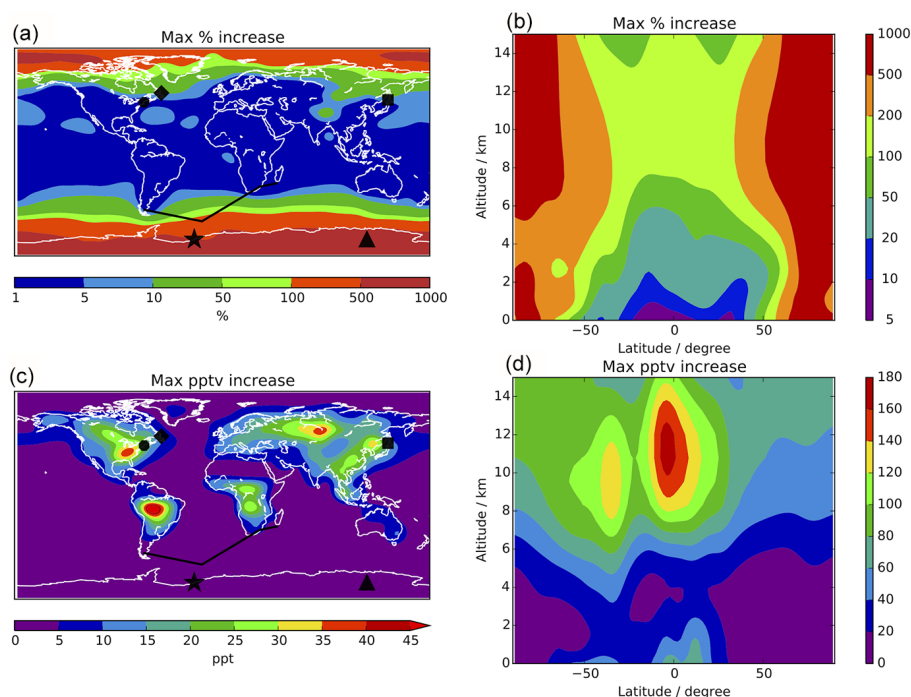 (a)
Max % increase
1 5 10 50 100 500 1000
%
(b)
Max % increase
Altitude / km
14
12
10
8
6
4
2
0
−50 0 50
Latitude / degree
1000
500
200
100
50
20
10
5
(c)
Max pptv increase
0 5 10 15 20 25 30 35 40 45
ppt
(d)
Max pptv increase
Altitude / km
14
12
10
8
6
4
2
0
−50 0 50
Latitude / degree
180
160
140
120
100
80
60
40
20
0